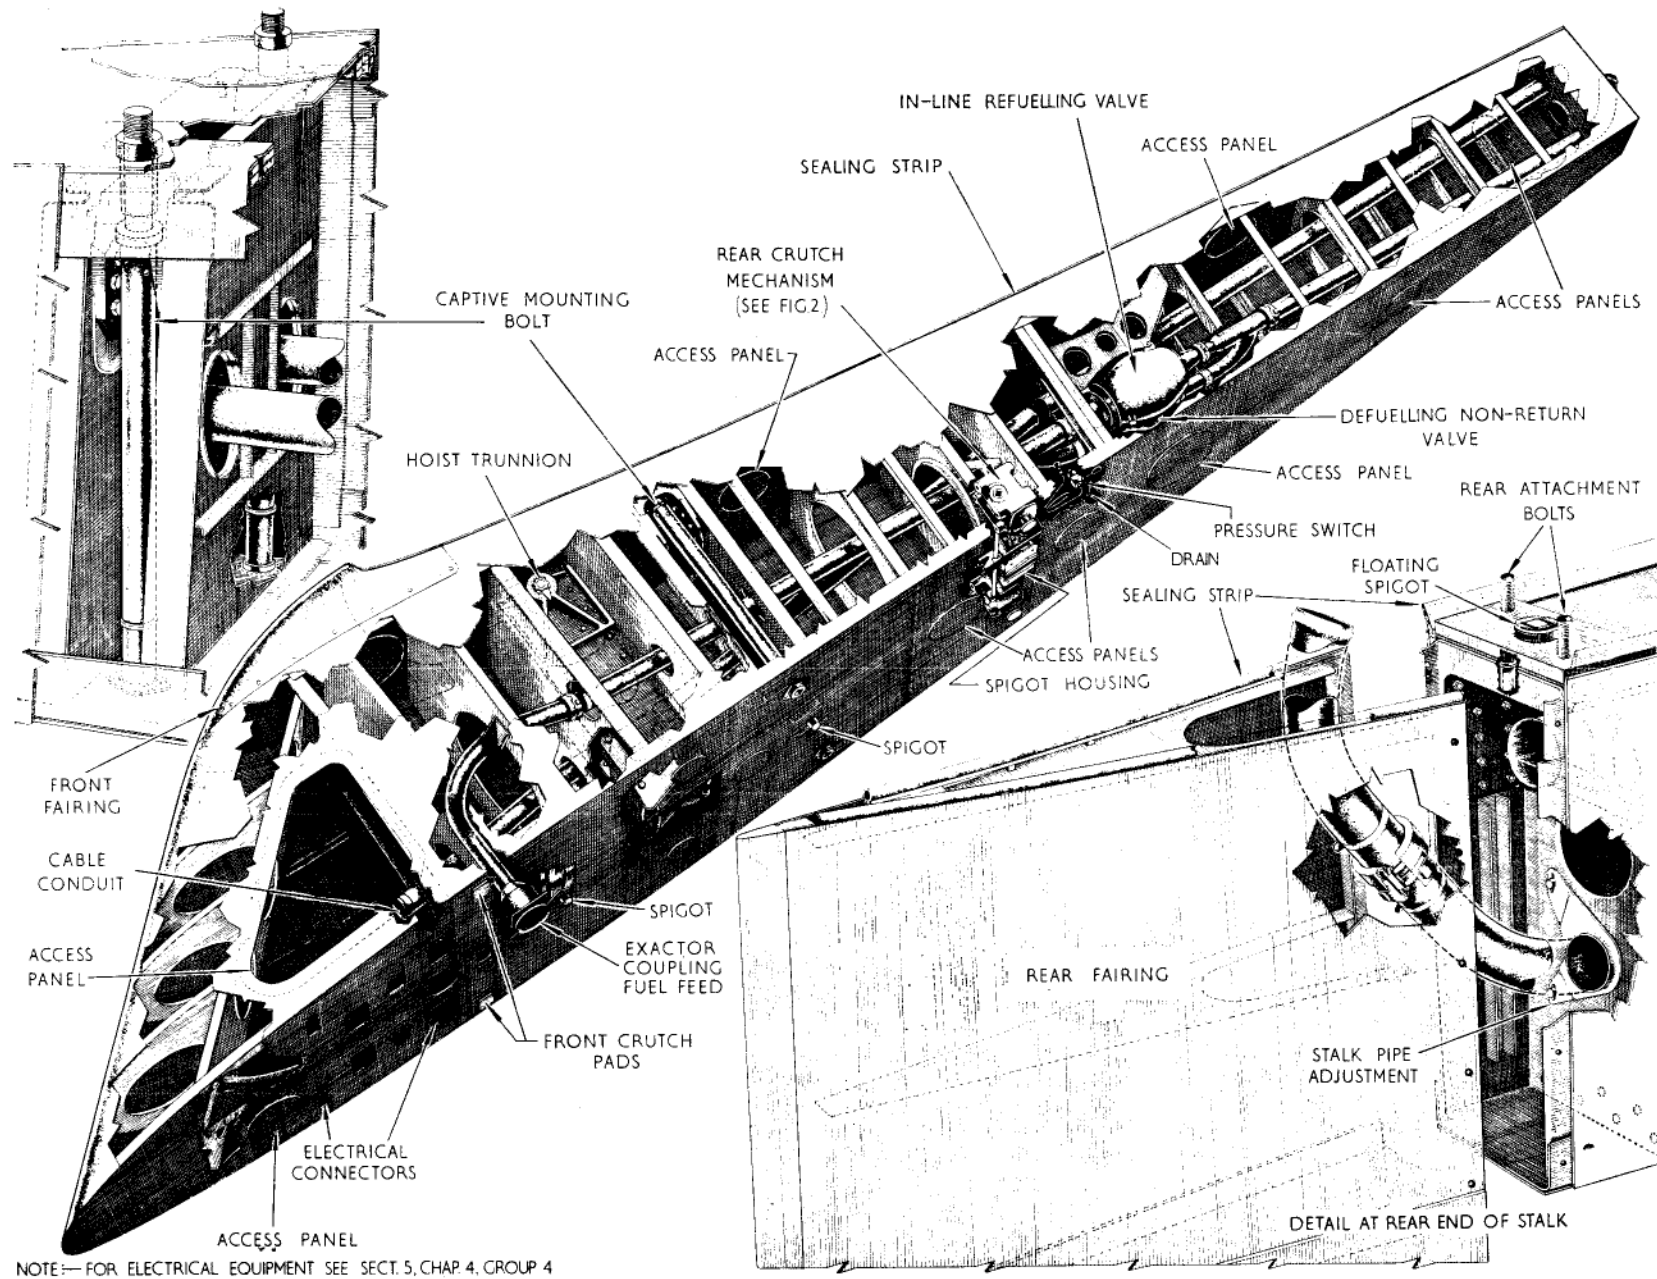 IN-LINE REFUELLING VALVE
ACCESS PANEL
SEALING STRIP
REAR CRUTCH
MECHANISM
(SEE FIG.2)
CAPTIVE MOUNTING
BOLT
ACCESS PANELS
ACCESS PANEL
DEFUELLING NON-RETURN
VALVE
HOIST TRUNNION
ACCESS PANEL
REAR ATTACHMENT
BOLTS
PRESSURE SWITCH
DRAIN
FLOATING
SPIGOT
SEALING STRIP
ACCESS PANELS
SPIGOT HOUSING
SPIGOT
FRONT
FAIRING
CABLE
CONDUIT
SPIGOT
ACCESS
PANEL
EXACTOR
COUPLING
FUEL FEED
REAR FAIRING
FRONT CRUTCH
PADS
STALK PIPE
ADJUSTMENT
ELECTRICAL
CONNECTORS
ACCESS PANEL
DETAIL AT REAR END OF STALK
NOTE:— FOR ELECTRICAL EQUIPMENT SEE SECT. 5, CHAP. 4, GROUP 4